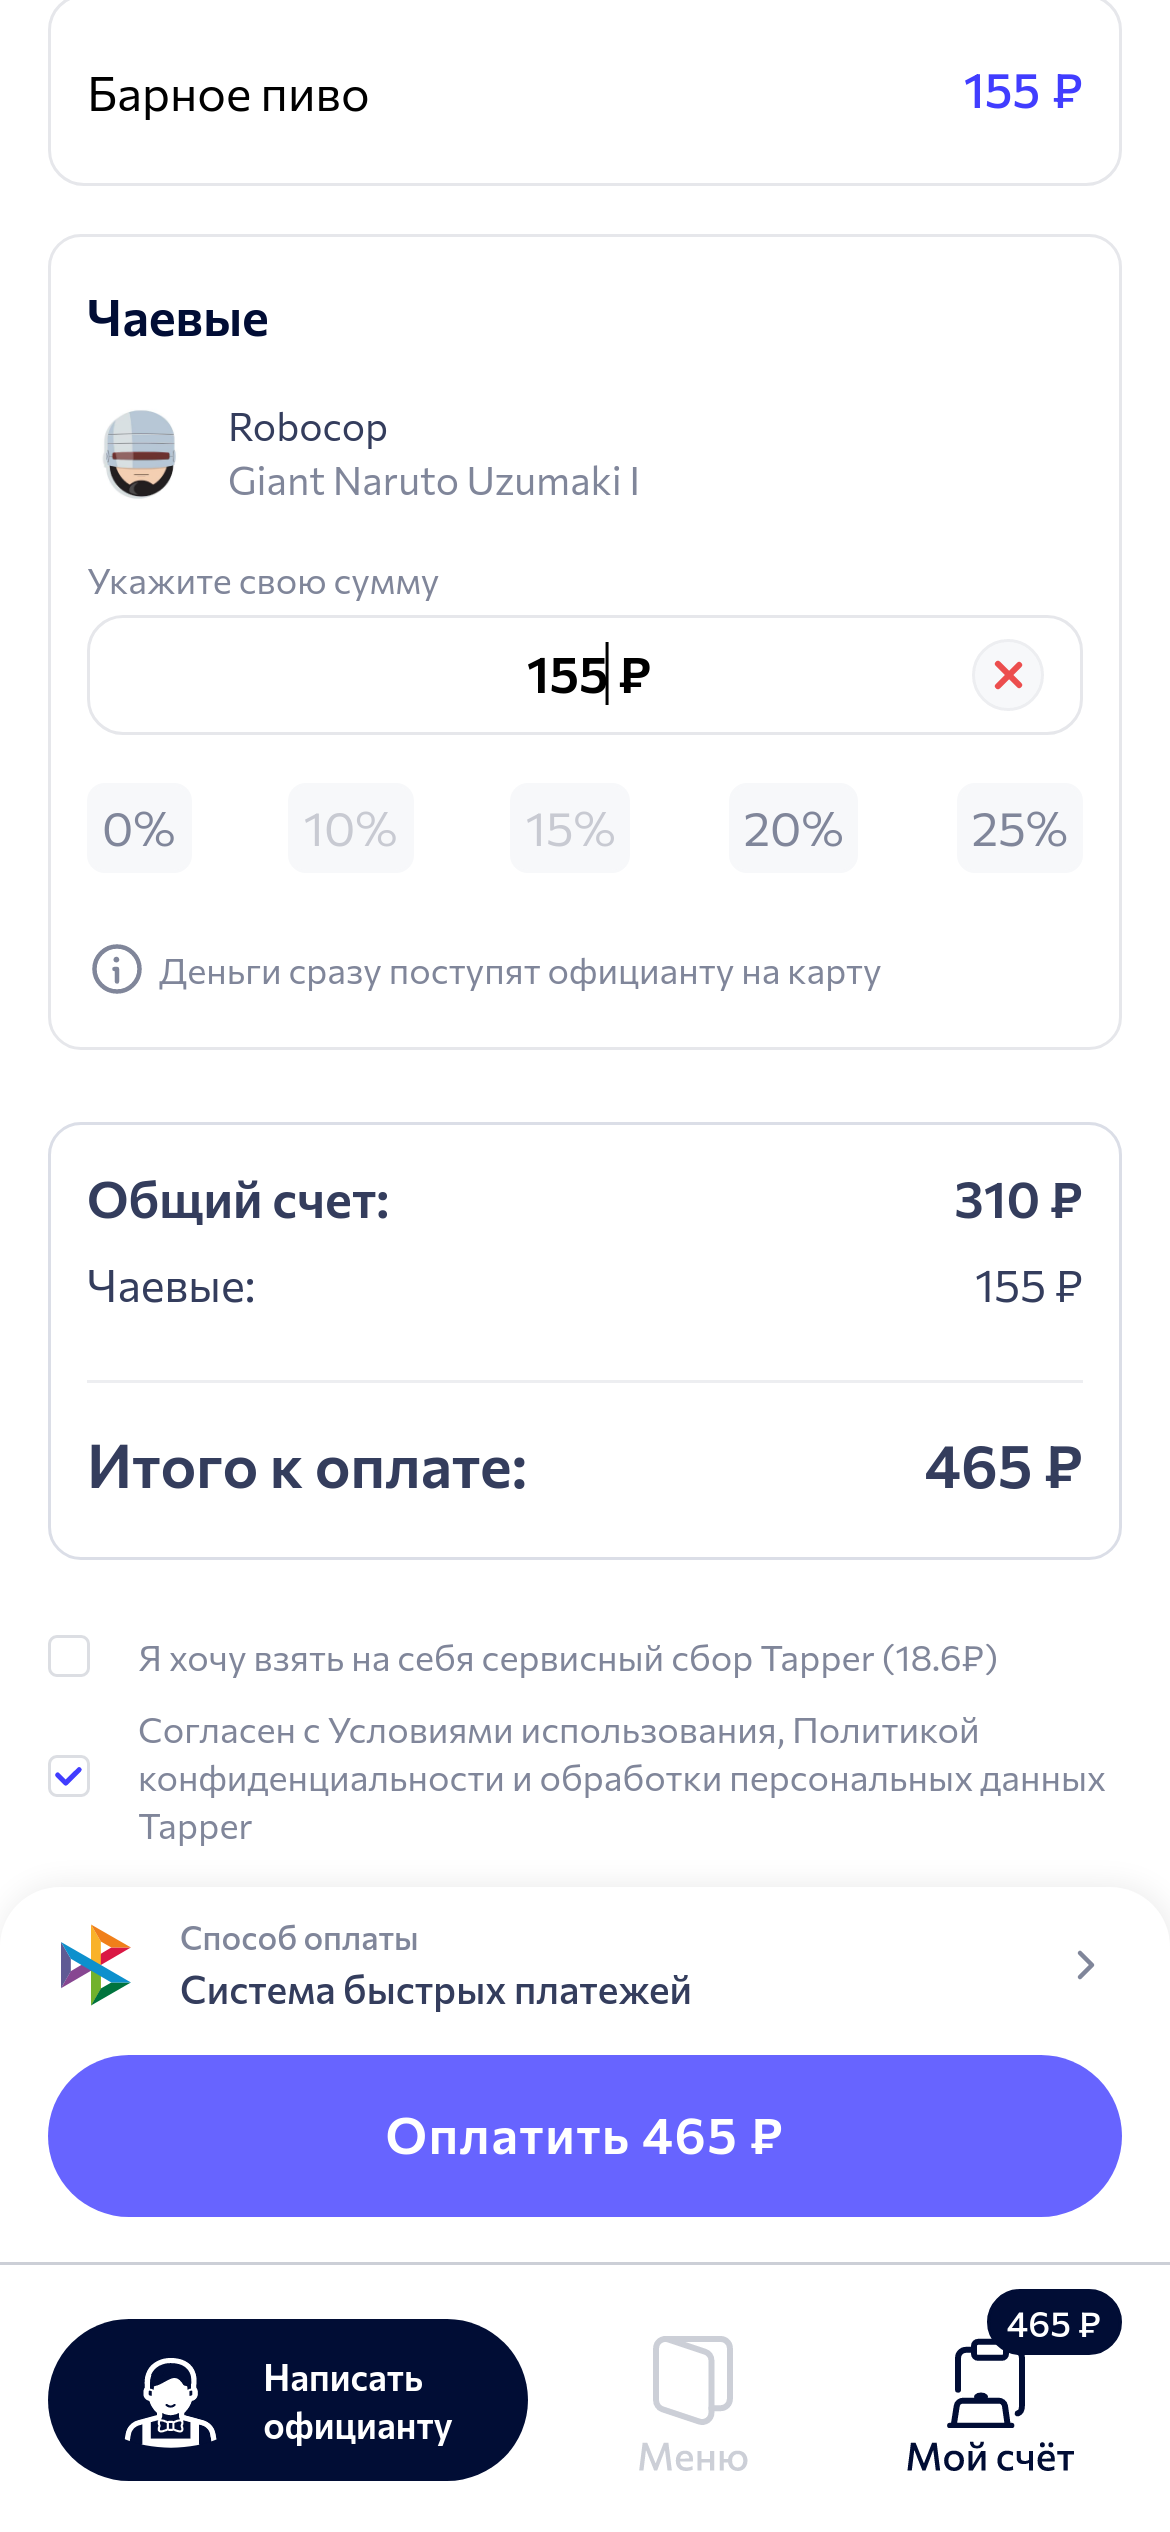 Барное пиво 155 ₽
Чаевые
Robocop
Giant Naruto Uzumaki I
Укажите свою сумму
155 ₽
0% 10% 15% 20% 25%
Деньги сразу поступят официанту на карту
Общий счет: 310 ₽
Чаевые: 155 ₽
Итого к оплате: 465 ₽
Я хочу взять на себя сервисный сбор Tapper (18.6₽)
Согласен с Условиями использования, Политикой
конфиденциальности и обработки персональных данных
Tapper
Способ оплаты
Система быстрых платежей
Оплатить 465 ₽
465 ₽
Написать
официанту
Меню
Мой счёт